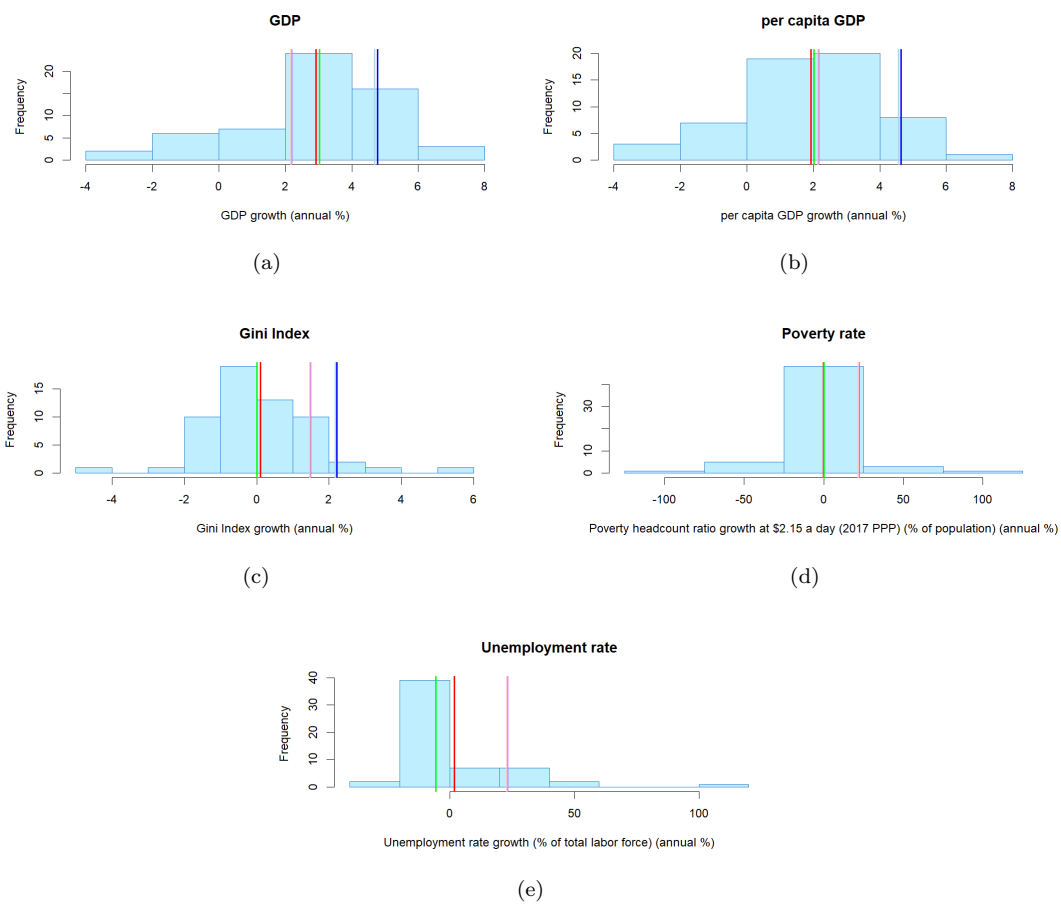 GDP
Frequency
0
5
10
20
-4
-2
0
2
4
6
8
GDP growth (annual %)
(a)
per capita GDP
Frequency
0
5
10
15
20
-4
-2
0
2
4
6
8
per capita GDP growth (annual %)
(b)
Gini Index
Frequency
0
5
10
15
-4
-2
0
2
4
6
Gini Index growth (annual %)
(c)
Poverty rate
Frequency
0
10
30
-100
-50
0
50
100
Poverty headcount ratio growth at $2.15 a day (2017 PPP) (% of population) (annual %)
(d)
Unemployment rate
Frequency
0
10
20
30
40
0
50
100
Unemployment rate growth (% of total labor force) (annual %)
(e)